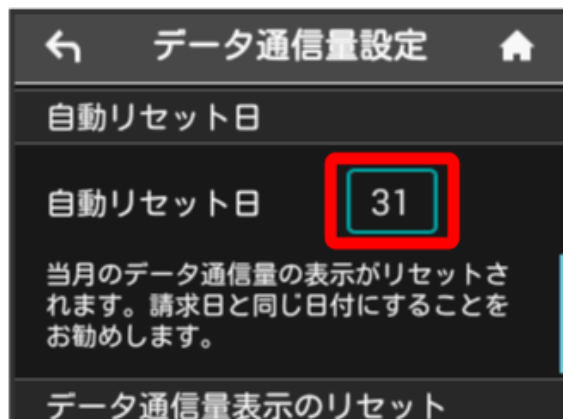 データ通信量設定
自動リセット日
自動リセット日 31
当月のデータ通信量の表示がリセットさ
れます。請求日と同じ日付にすることを
お勧めします。
データ通信量表示のリセット